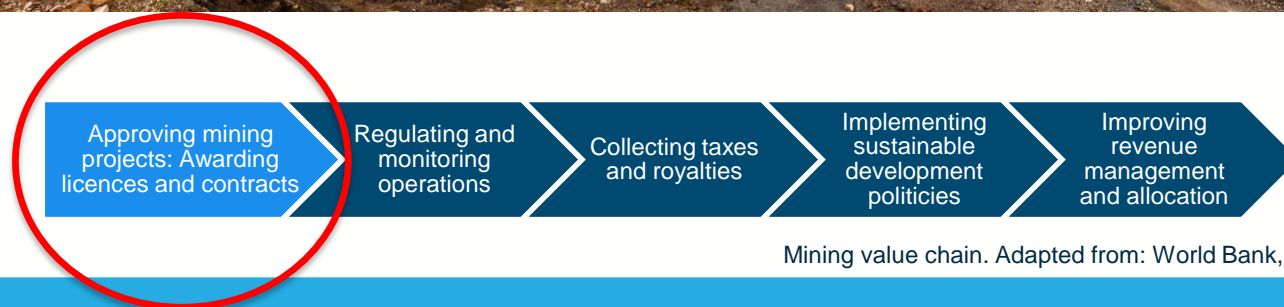 Approving mining
projects: Awarding
licences and contracts
Regulating and
monitoring
operations
Collecting taxes
and royalties
Implementing
sustainable
development
politicies
Improving
revenue
management
and allocation
Mining value chain. Adapted from: World Bank,